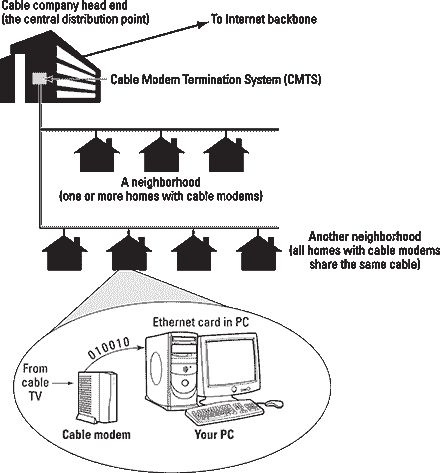 Cable company head end
(the central distribution point)
To Internet backbone
Cable Modem Termination System (CMTS)
A neighborhood
(one or more homes with cable modems)
Another neighborhood
(all homes with cable modems
share the same cable)
Ethernet card in PC
010010
From
cable
TV
Cable modem
Your PC